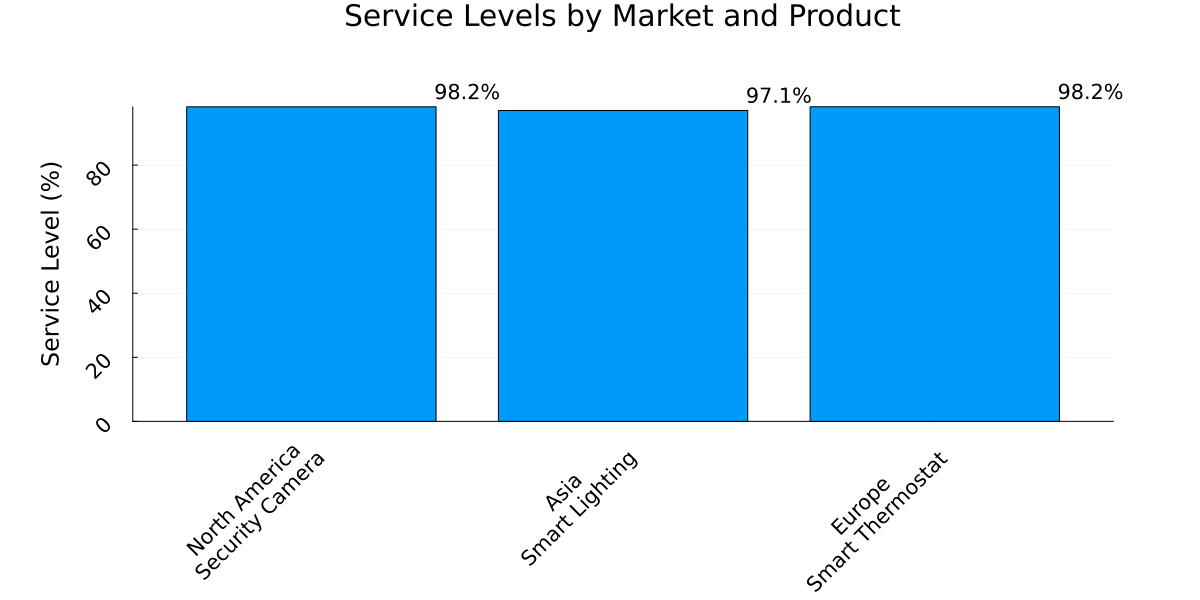 Service Levels by Market and Product
98.2%
97.1%
98.2%
Service Level (%)
80
60
40
20
0
North America
Security Camera
Asia
Smart Lighting
Europe
Smart Thermostat